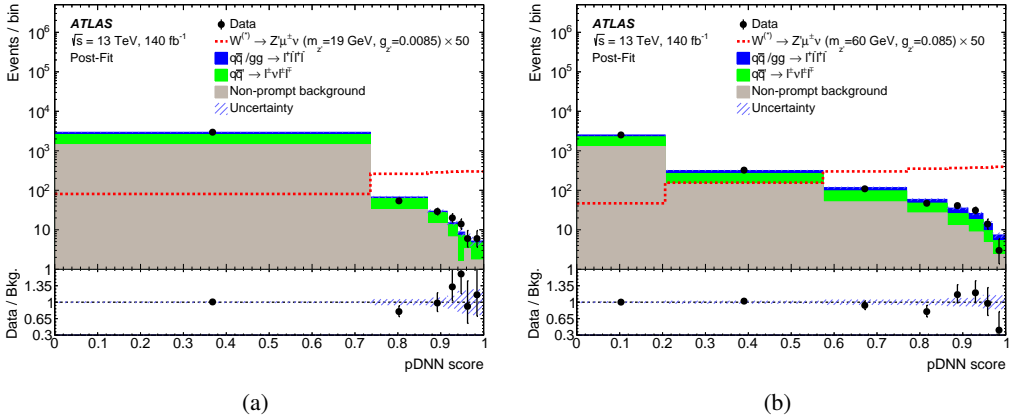 Events / bin
10⁶
10⁵
10⁴
10³
10²
10
1
ATLAS
√s = 13 TeV, 140 fb⁻¹
Post-Fit
Data
W⁽*⁾ → Z'μ±ν (m_z' =19 GeV, g_z' =0.0085) × 50
qq̄ /gg → l⁺l⁻l⁺l⁻
qq̄ → l±νl±l∓
Non-prompt background
Uncertainty
Data / Bkg.
1.35
1
0.65
0.3
0 0.1 0.2 0.3 0.4 0.5 0.6 0.7 0.8 0.9 1
pDNN score
(a)
Events / bin
10⁶
10⁵
10⁴
10³
10²
10
1
ATLAS
√s = 13 TeV, 140 fb⁻¹
Post-Fit
Data
W⁽*⁾ → Z'μ±ν (m_z' =60 GeV, g_z' =0.085) × 50
qq̄ /gg → l⁺l⁻l⁺l⁻
qq̄ → l±νl±l∓
Non-prompt background
Uncertainty
Data / Bkg.
1.35
1
0.65
0.3
0 0.1 0.2 0.3 0.4 0.5 0.6 0.7 0.8 0.9 1
pDNN score
(b)